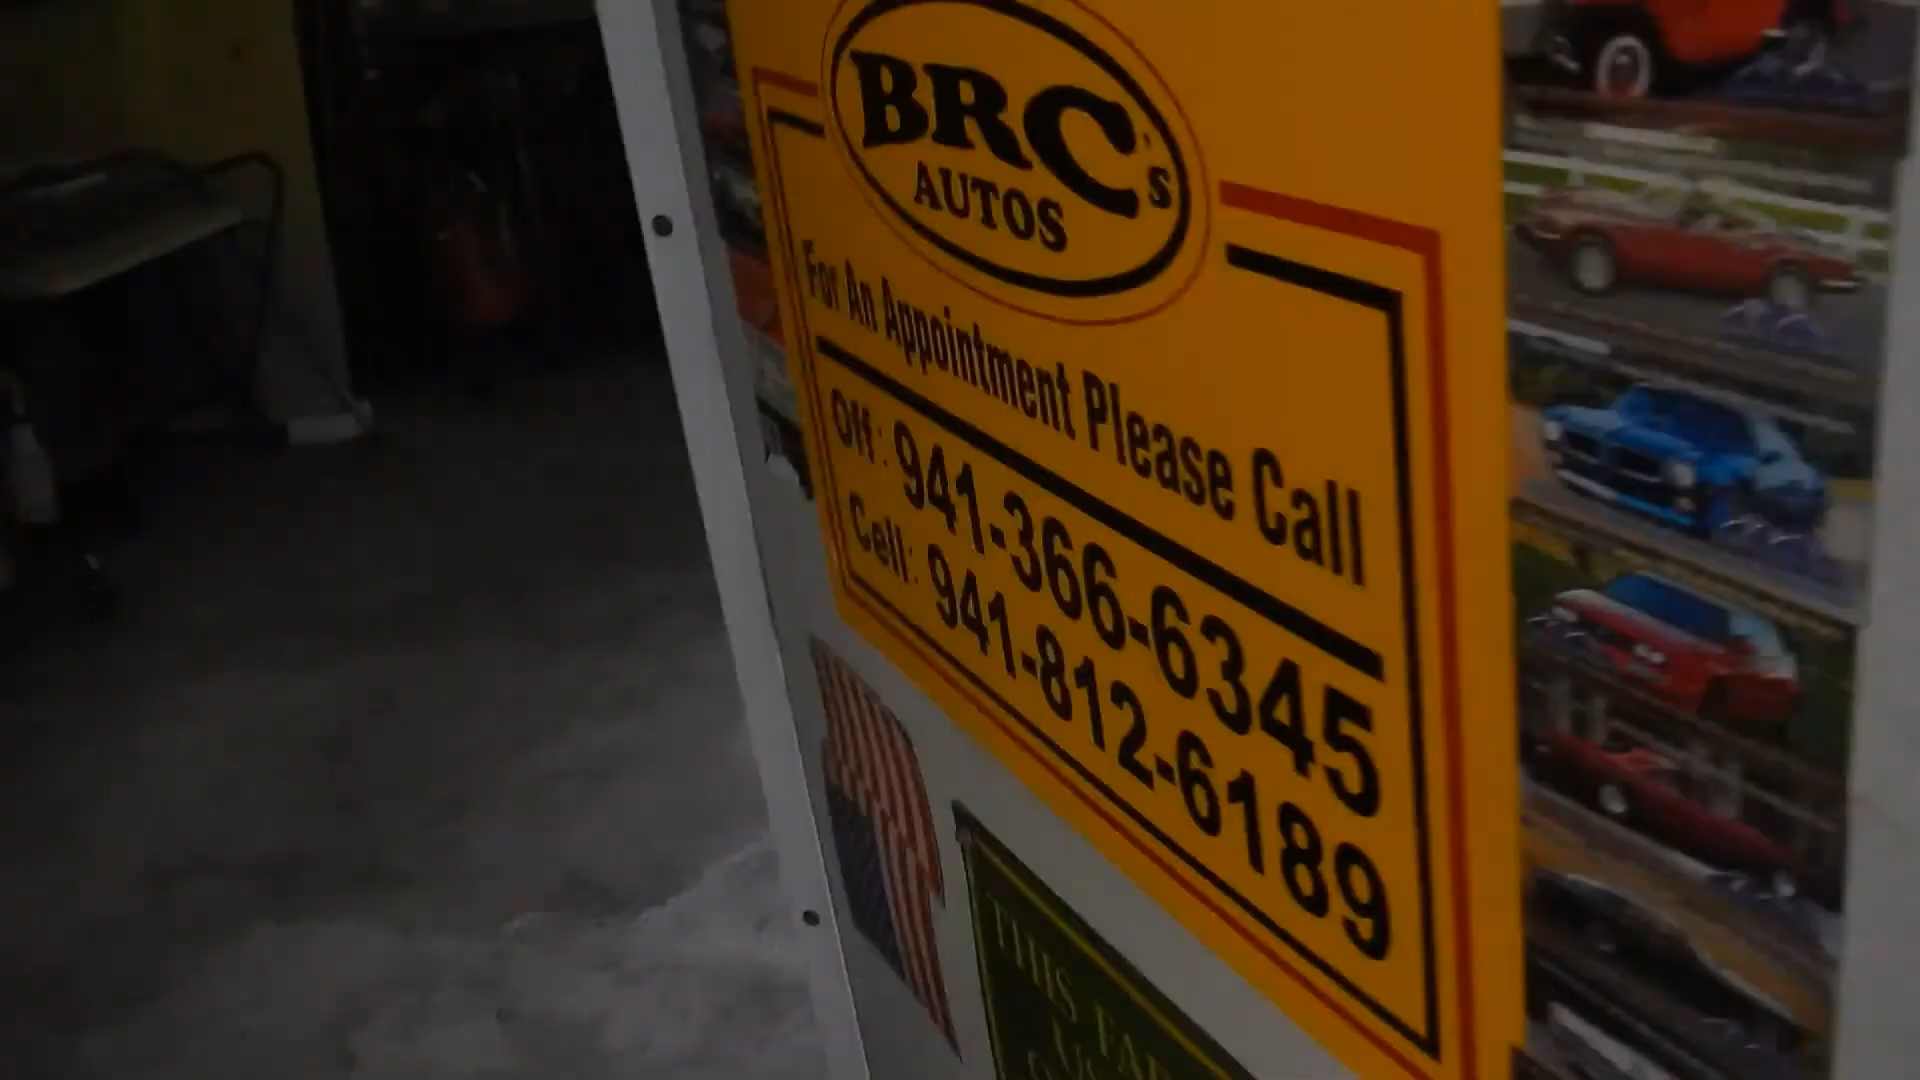 BRC's
AUTOS
For An Appointment Please Call
Off: 941-366-6345
Cell: 941-812-6189
THIS